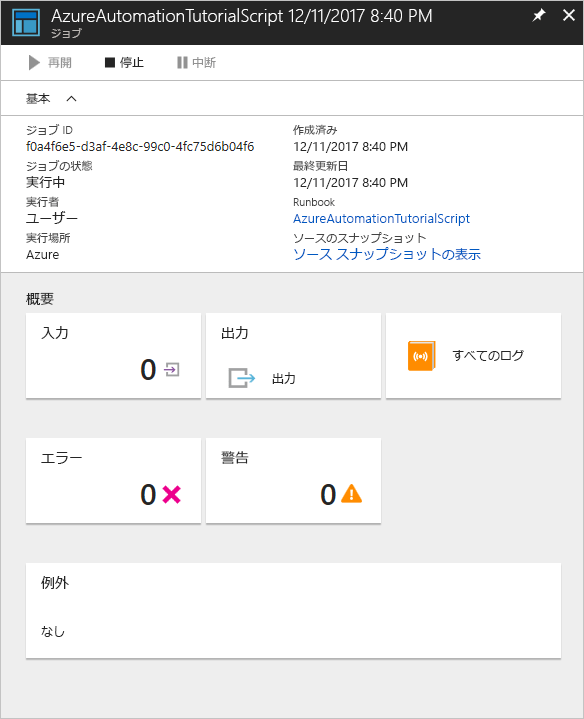 AzureAutomationTutorialScript 12/11/2017 8:40 PM
ジョブ
再開 停止 中断
基本
ジョブ ID
f0a4f6e5-d3af-4e8c-99c0-4fc75d6b04f6
ジョブの状態
実行中
実行者
ユーザー
実行場所
Azure
作成済み
12/11/2017 8:40 PM
最終更新日
12/11/2017 8:40 PM
Runbook
AzureAutomationTutorialScript
ソースのスナップショット
ソース スナップショットの表示
概要
入力
0
出力
出力
すべてのログ
エラー
0
警告
0
例外
なし